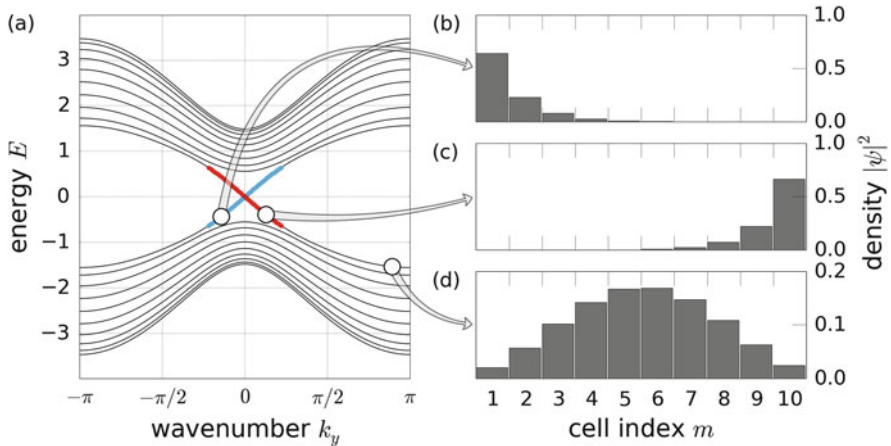 (a)
energy E
3
2
1
0
−1
−2
−3
−π
−π/2
0
π/2
π
wavenumber k_y
(b)
1.0
0.5
0.0
(c)
1.0
0.5
0.0
(d)
0.2
0.1
0.0
density |ψ|²
1 2 3 4 5 6 7 8 9 10
cell index m